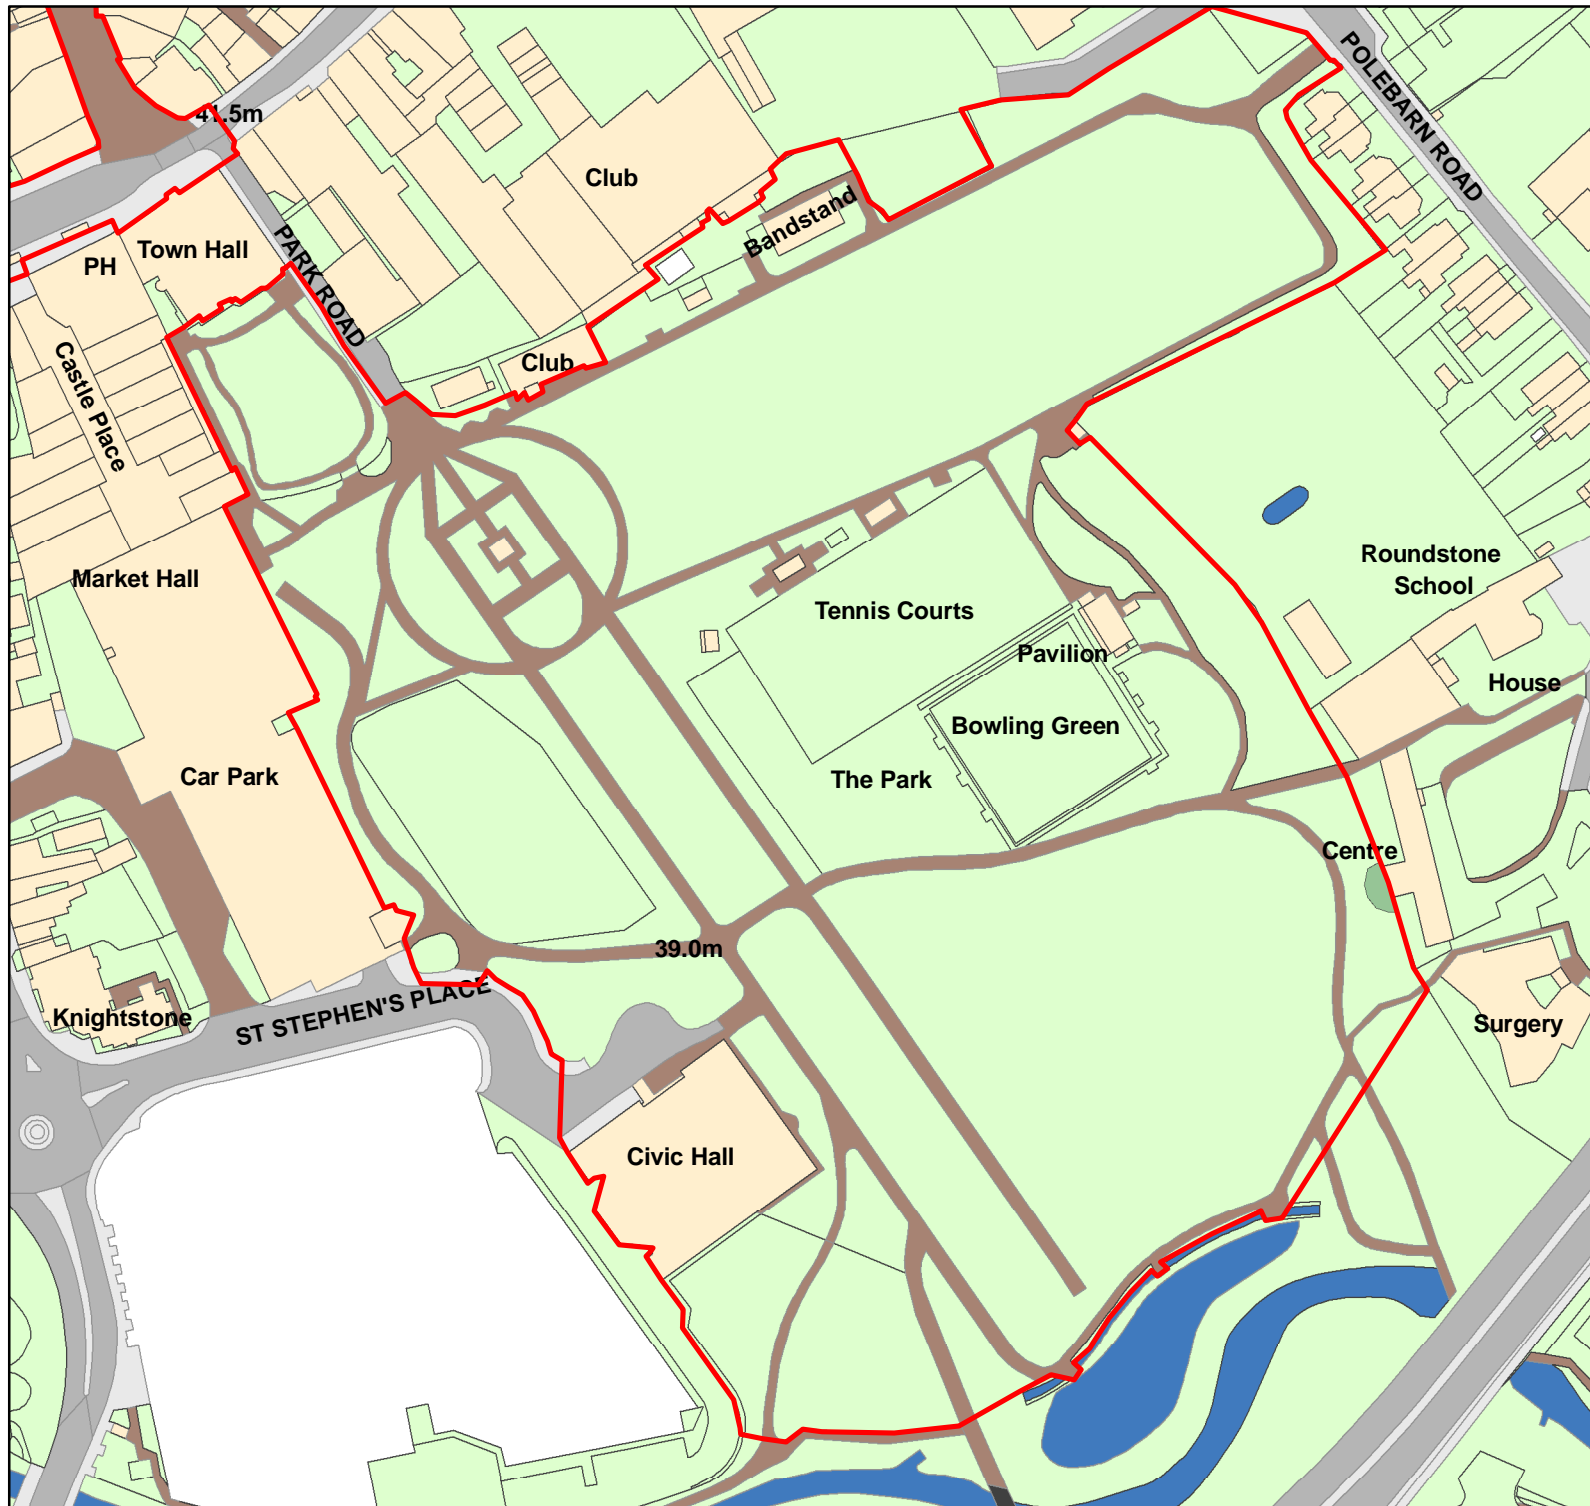 POLEBARN ROAD
41.5m
Club
Bandstand
Town Hall
PH
PARK ROAD
Club
Castle Place
Market Hall
Roundstone
School
Tennis Courts
Pavilion
House
Bowling Green
Car Park
The Park
Centre
39.0m
Knightstone
ST STEPHEN'S PLACE
Surgery
Civic Hall